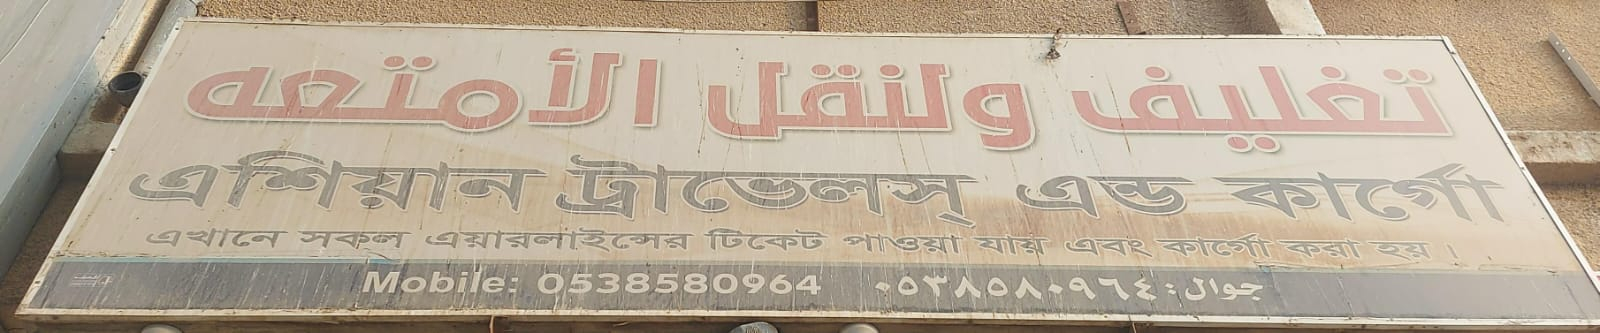 تغليف ولنقل الأمتعه
এশিয়ান ট্রাভেলস্ এন্ড কার্গো
এখানে সকল এয়ারলাইন্সের টিকেট পাওয়া যায় এবং কার্গো করা হয়।
Mobile: 0538580964 جوال: ٠٥٣٨٥٨٠٩٦٤